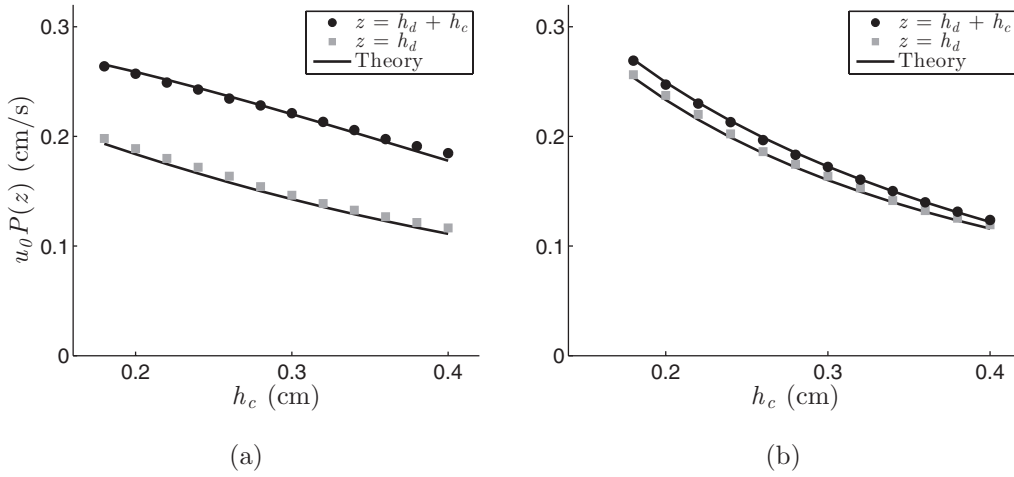 0.3
0.2
0.1
0
u₀P(z) (cm/s)
z = h_d + h_c
z = h_d
Theory
0.2 0.3 0.4
h_c (cm)
(a)
0.3
0.2
0.1
0
z = h_d + h_c
z = h_d
Theory
0.2 0.3 0.4
h_c (cm)
(b)